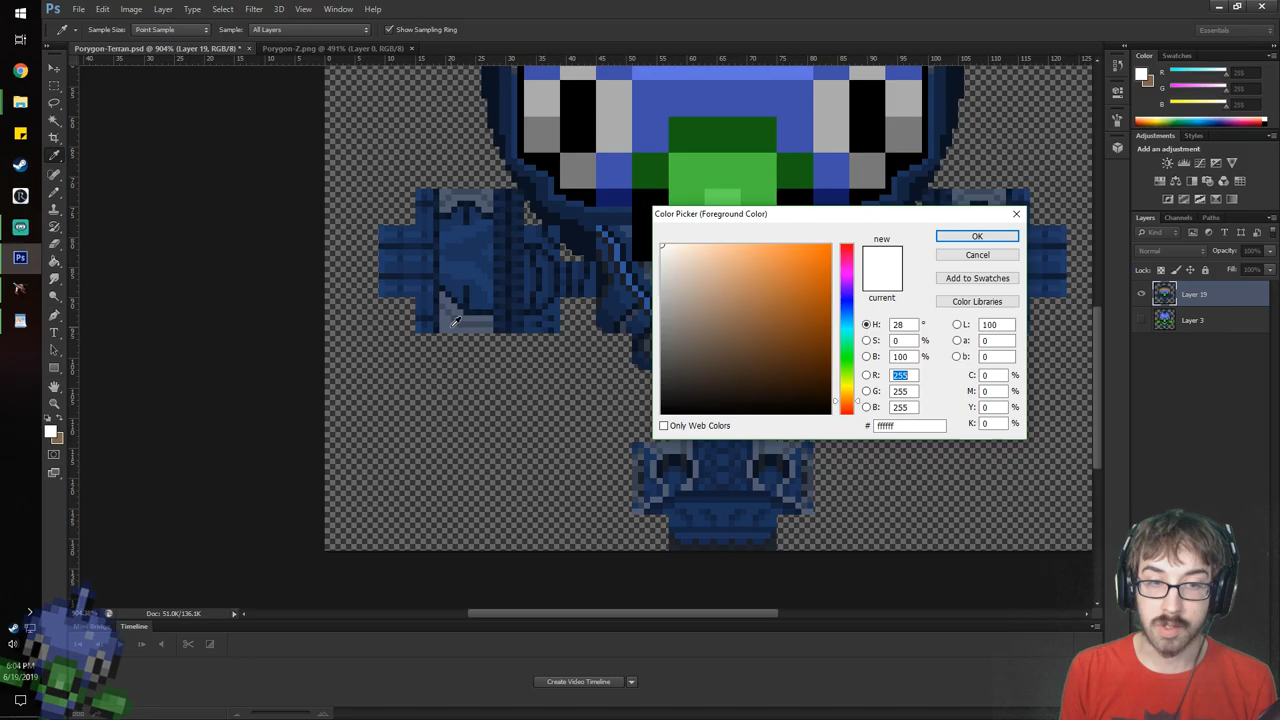 Ps File Edit Image Layer Type Select Filter 3D View Window Help
Sample Size: Point Sample Sample: All Layers Show Sampling Ring Essentials
Porygon-Terran.psd @ 904% (Layer 19, RGB/8) * × Porygon-Z.png @ 491% (Layer 0, RGB/8) ×
Color Swatches
R 255
G 255
B 255
Adjustments Styles
Add an adjustment
Layers Channels Paths
Kind
Normal Opacity: 100%
Lock: Fill: 100%
Layer 19
Layer 3
Color Picker (Foreground Color)
new
current
OK
Cancel
Add to Swatches
Color Libraries
H: 28 ° L: 100
S: 0 % a: 0
B: 100 % b: 0
R: 255 C: 0 %
G: 255 M: 0 %
B: 255 Y: 0 %
# ffffff K: 0 %
Only Web Colors
Doc: 51.0K/136.1K
Timeline
Create Video Timeline
6:04 PM
6/19/2019